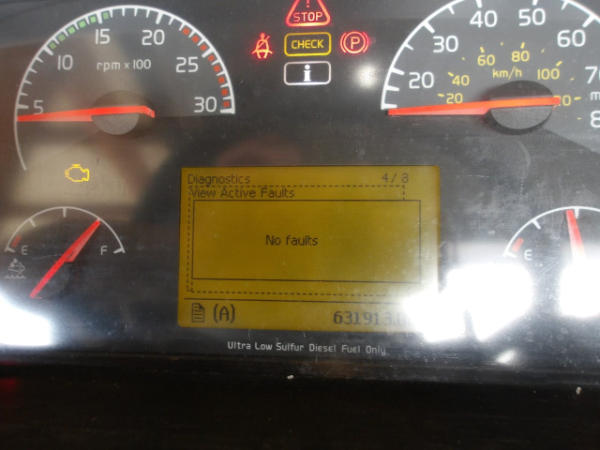 STOP
CHECK
P
i
5 10 15 20 25 30
rpm x 100
20 30 40 50 60
20 40 60 80 100
km/h
Diagnostics 4/ 8
View Active Faults
No faults
(A)
E F
E
Ultra Low Sulfur Diesel Fuel Only